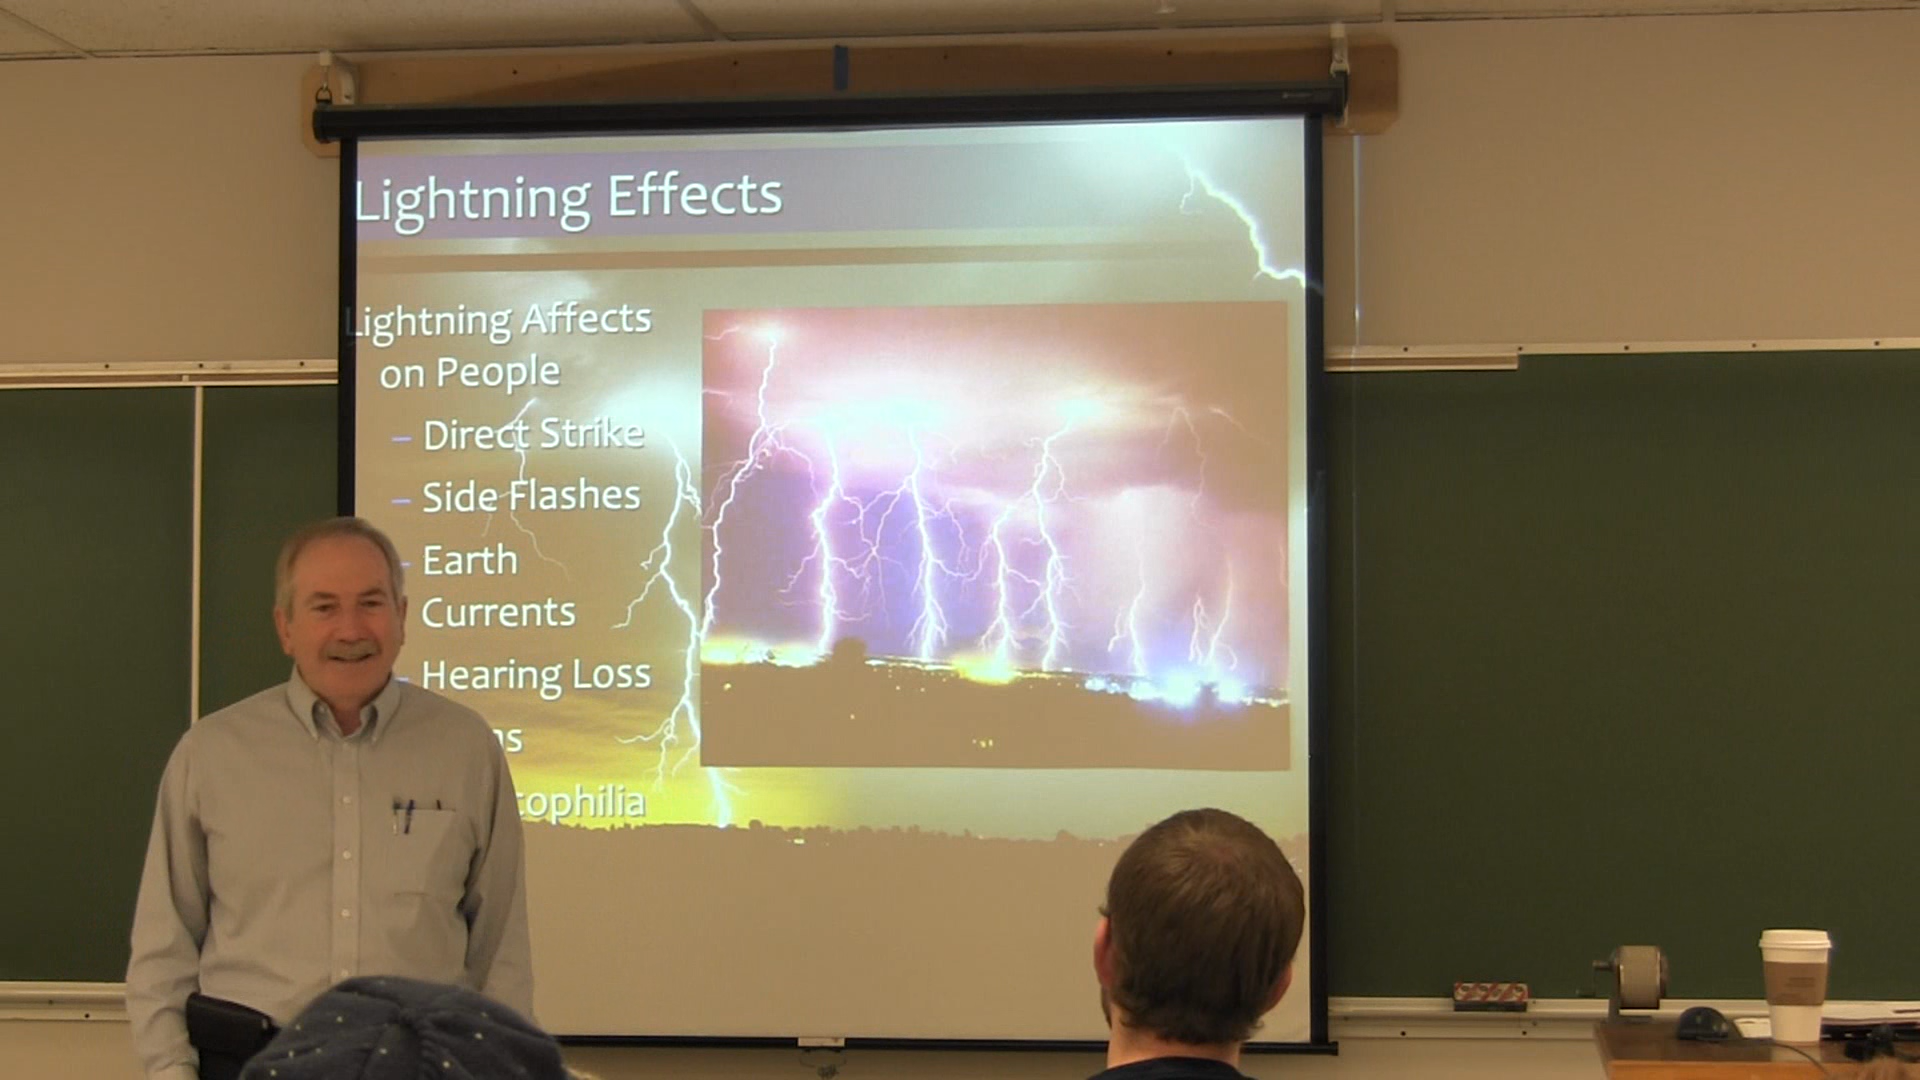 Lightning Effects
Lightning Affects
on People
– Direct Strike
– Side Flashes
– Earth
Currents
– Hearing Loss